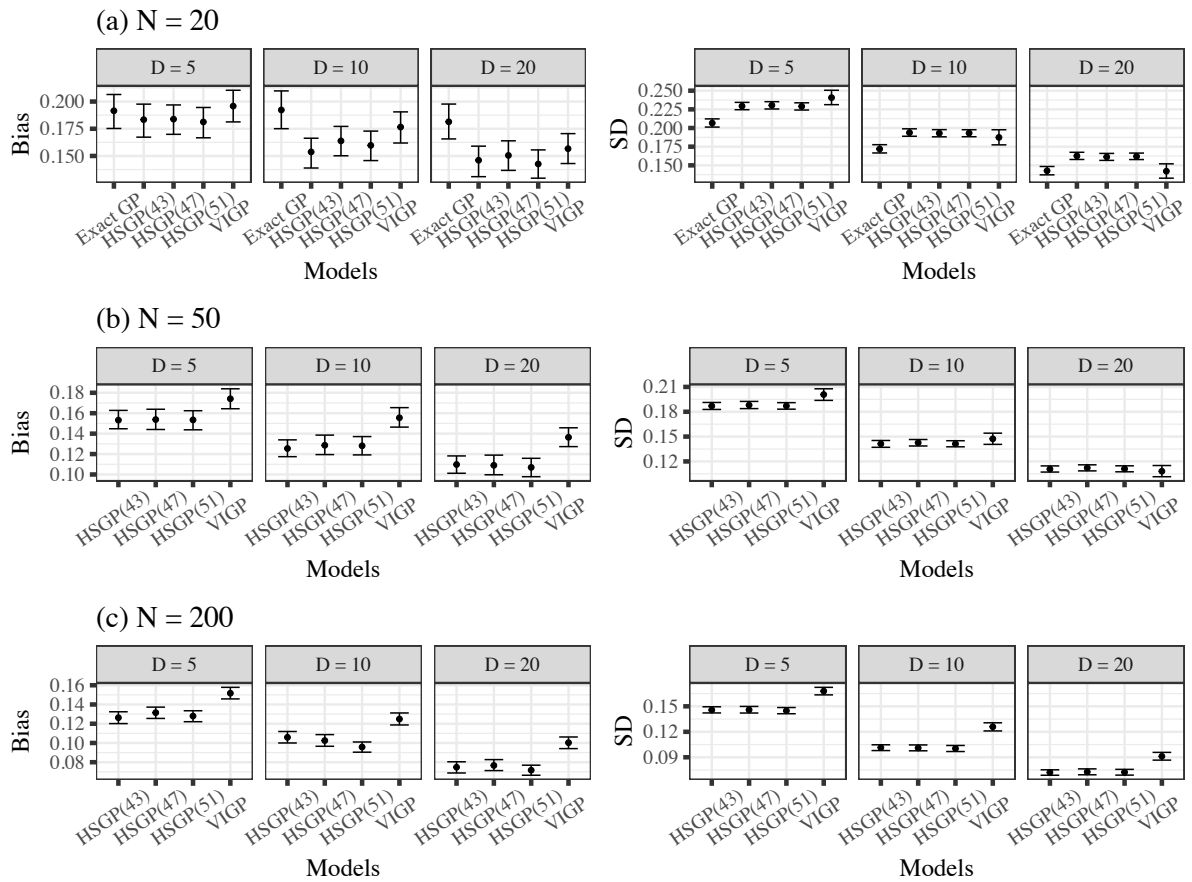 (a) N = 20
D = 5 D = 10 D = 20 D = 5 D = 10 D = 20
Bias
0.200
0.175
0.150
SD
0.250
0.225
0.200
0.175
0.150
Exact GP HSGP(43) HSGP(47) HSGP(51) VIGP Exact GP HSGP(43) HSGP(47) HSGP(51) VIGP Exact GP HSGP(43) HSGP(47) HSGP(51) VIGP Exact GP HSGP(43) HSGP(47) HSGP(51) VIGP Exact GP HSGP(43) HSGP(47) HSGP(51) VIGP Exact GP HSGP(43) HSGP(47) HSGP(51) VIGP
Models Models
(b) N = 50
D = 5 D = 10 D = 20 D = 5 D = 10 D = 20
Bias
0.18
0.16
0.14
0.12
0.10
SD
0.21
0.18
0.15
0.12
HSGP(43) HSGP(47) HSGP(51) VIGP HSGP(43) HSGP(47) HSGP(51) VIGP HSGP(43) HSGP(47) HSGP(51) VIGP HSGP(43) HSGP(47) HSGP(51) VIGP HSGP(43) HSGP(47) HSGP(51) VIGP HSGP(43) HSGP(47) HSGP(51) VIGP
Models Models
(c) N = 200
D = 5 D = 10 D = 20 D = 5 D = 10 D = 20
Bias
0.16
0.14
0.12
0.10
0.08
SD
0.15
0.12
0.09
HSGP(43) HSGP(47) HSGP(51) VIGP HSGP(43) HSGP(47) HSGP(51) VIGP HSGP(43) HSGP(47) HSGP(51) VIGP HSGP(43) HSGP(47) HSGP(51) VIGP HSGP(43) HSGP(47) HSGP(51) VIGP HSGP(43) HSGP(47) HSGP(51) VIGP
Models Models